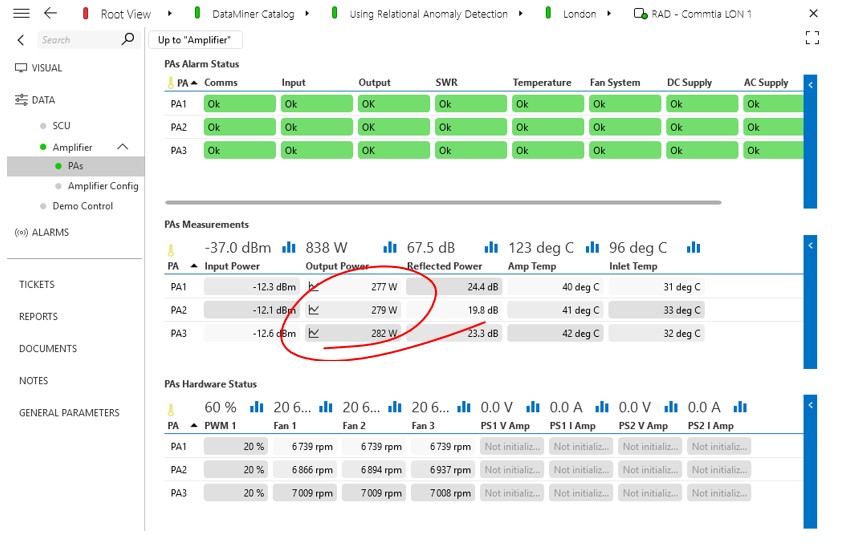 Root View DataMiner Catalog Using Relational Anomaly Detection London RAD - Commtia LON 1
Search Up to "Amplifier"
VISUAL
DATA
SCU
Amplifier
PAs
Amplifier Config
Demo Control
ALARMS
TICKETS
REPORTS
DOCUMENTS
NOTES
GENERAL PARAMETERS
PAs Alarm Status
PA Comms Input Output SWR Temperature Fan System DC Supply AC Supply
PA1 Ok Ok OK Ok Ok Ok Ok Ok
PA2 Ok Ok OK Ok Ok Ok Ok Ok
PA3 Ok Ok OK Ok Ok Ok Ok Ok
PAs Measurements
-37.0 dBm 838 W 67.5 dB 123 deg C 96 deg C
PA Input Power Output Power Reflected Power Amp Temp Inlet Temp
PA1 -12.3 dBm 277 W 24.4 dB 40 deg C 31 deg C
PA2 -12.1 dBm 279 W 19.8 dB 41 deg C 33 deg C
PA3 -12.6 dBm 282 W 23.3 dB 42 deg C 32 deg C
PAs Hardware Status
60 % 20 6... 20 6... 20 6... 0.0 V 0.0 A 0.0 V 0.0 A
PA PWM 1 Fan 1 Fan 2 Fan 3 PS1 V Amp PS1 I Amp PS2 V Amp PS2 I Amp
PA1 20 % 6 739 rpm 6 739 rpm 6 739 rpm Not initializ... Not initializ... Not initializ... Not initializ...
PA2 20 % 6 866 rpm 6 894 rpm 6 937 rpm Not initializ... Not initializ... Not initializ... Not initializ...
PA3 20 % 7 009 rpm 7 009 rpm 7 008 rpm Not initializ... Not initializ... Not initializ... Not initializ...